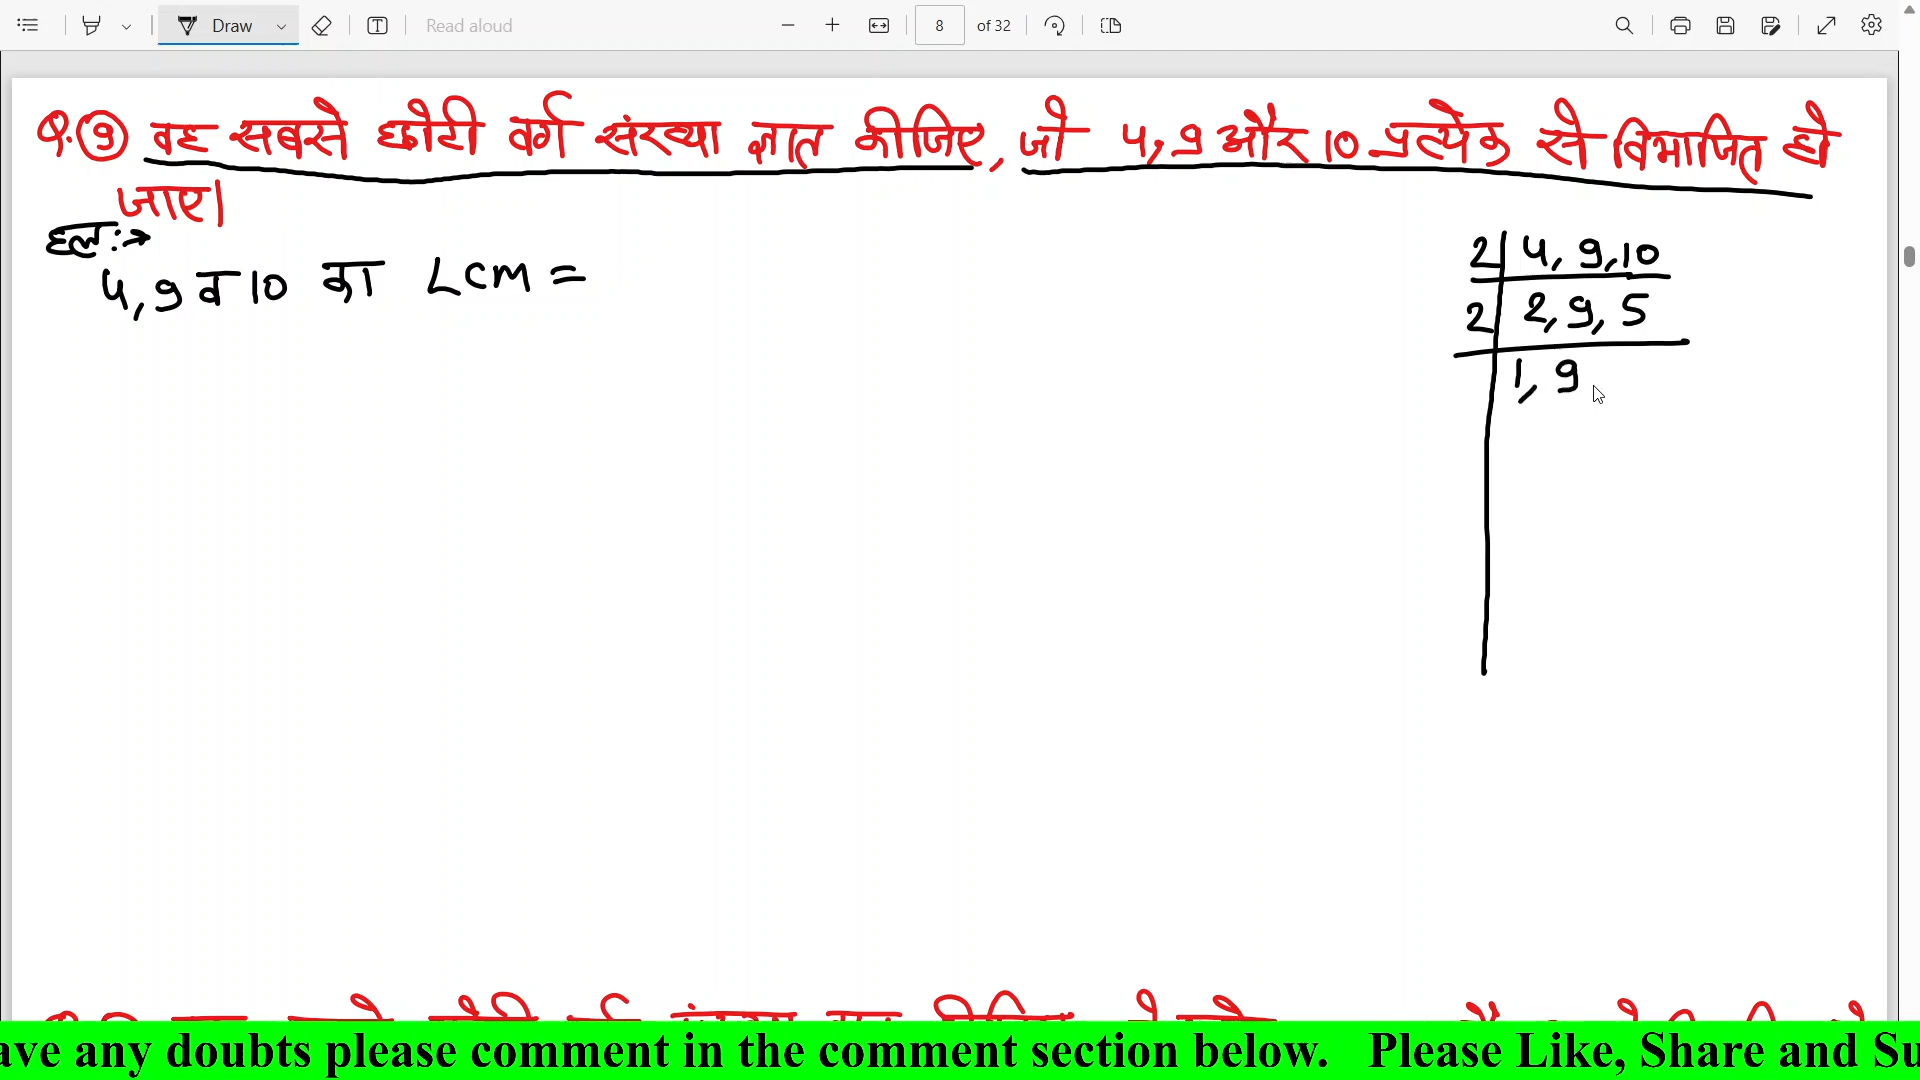 Draw
Read aloud
8 of 32
Q.⑨ वह सबसे छोटी वर्ग संख्या ज्ञात कीजिए, जो 4, 9 और 10 प्रत्येक से विभाजित हो
जाए।
हल:→
4, 9 व 10 का LCM =
2 | 4, 9, 10
2 | 2, 9, 5
1, 9
ave any doubts please comment in the comment section below. Please Like, Share and Su